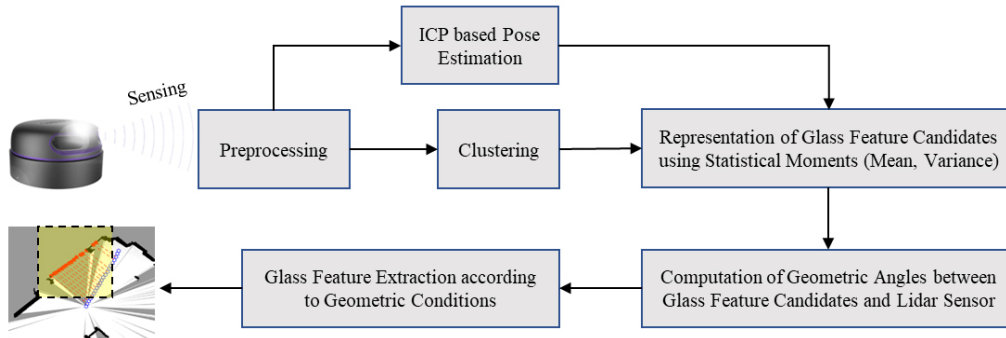 ICP based Pose
Estimation
Sensing
Preprocessing
Clustering
Representation of Glass Feature Candidates
using Statistical Moments (Mean, Variance)
Glass Feature Extraction according
to Geometric Conditions
Computation of Geometric Angles between
Glass Feature Candidates and Lidar Sensor